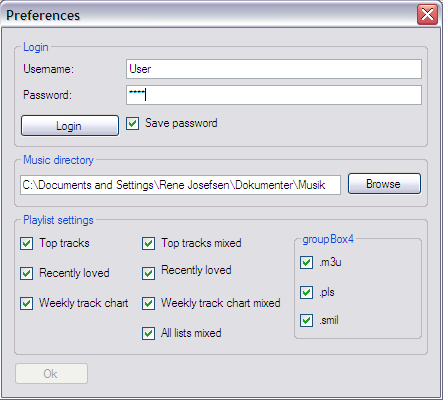 Preferences
Login
Username: User
Password: ****
Login Save password
Music directory
C:\Documents and Settings\Rene Josefsen\Dokumenter\Musik Browse
Playlist settings
groupBox4
Top tracks Top tracks mixed
.m3u
Recently loved Recently loved
.pls
Weekly track chart Weekly track chart mixed
.smil
All lists mixed
Ok